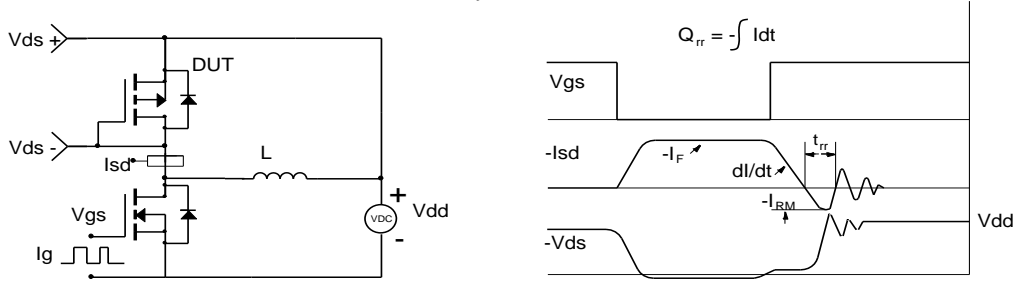 Vds +
DUT
Vds -
Isd
L
Vgs
+
VDC
Vdd
-
Ig
Q_rr = -∫ Idt
Vgs
-Isd
-I_F
dI/dt
t_rr
-I_RM
Vdd
-Vds